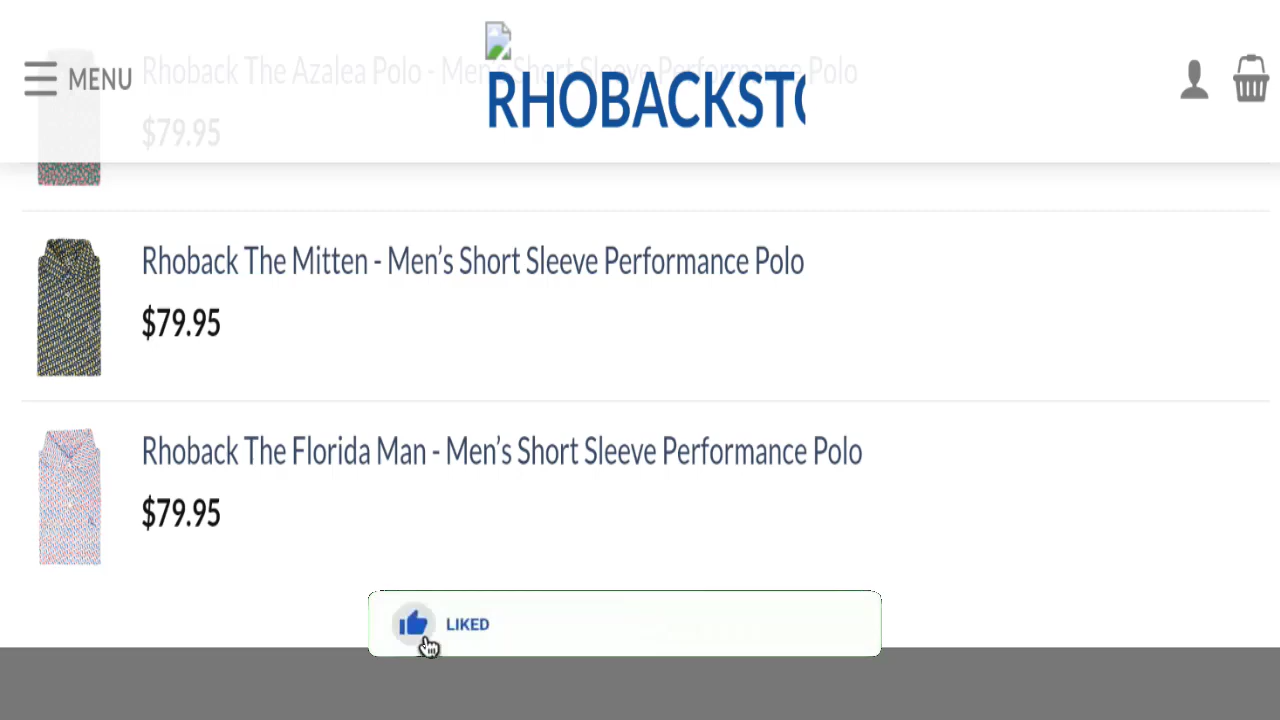 Rhoback The Azalea Polo - Men's Short Sleeve Performance Polo
MENU
RHOBACKST
$79.95
Rhoback The Mitten - Men’s Short Sleeve Performance Polo
$79.95
Rhoback The Florida Man - Men’s Short Sleeve Performance Polo
$79.95
LIKED